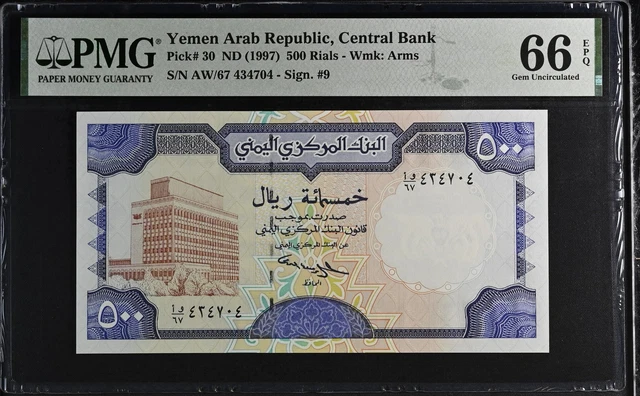 PMG
PAPER MONEY GUARANTY
Yemen Arab Republic, Central Bank
Pick# 30 ND (1997) 500 Rials - Wmk: Arms
S/N AW/67 434704 - Sign. #9
66 EPQ
Gem Uncirculated
البنك المركزي اليمني
٥٠٠
أ و / ٦٧ ٤٣٤٧٠٤
خمسمائة ريال
صدرت بموجب
قانون البنك المركزي اليمني
عن البنك المركزي اليمني
المحافظ
أ و / ٦٧ ٤٣٤٧٠٤
٥٠٠